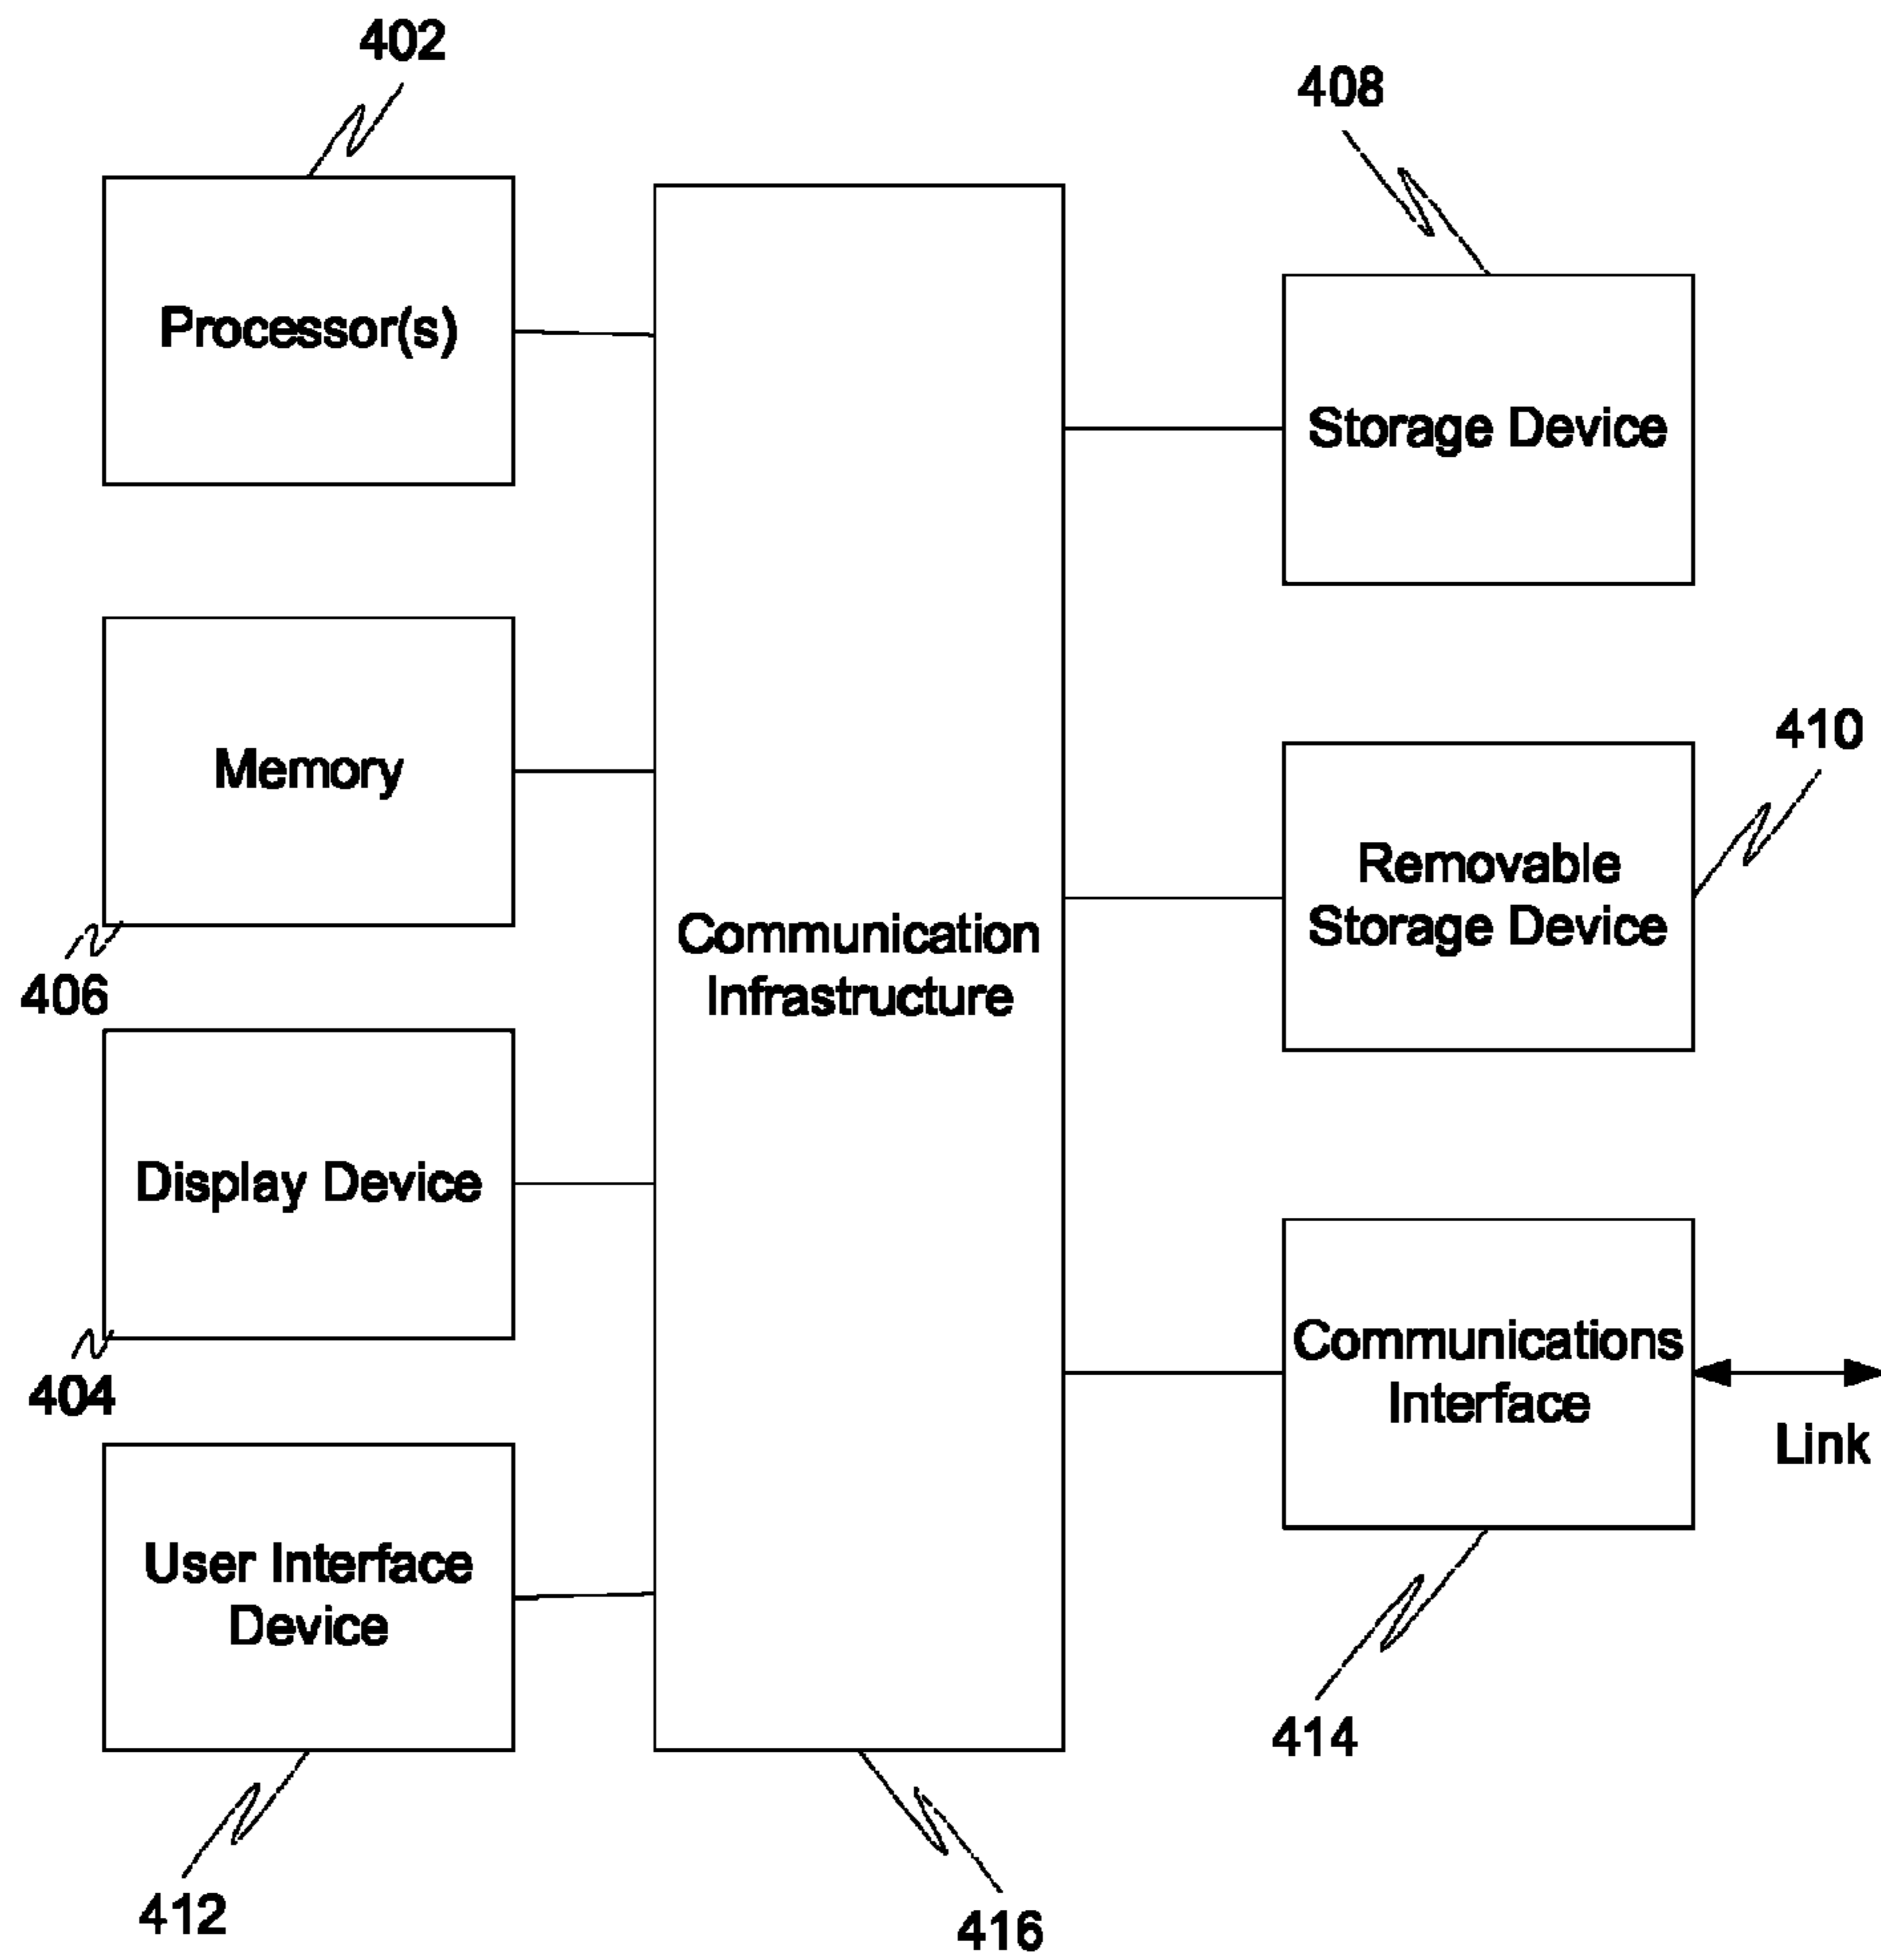 402
408
Processor(s)
Storage Device
Memory
410
Removable
Storage Device
406
Communication
Infrastructure
Display Device
404
Communications
Interface
Link
User Interface
Device
414
412
416